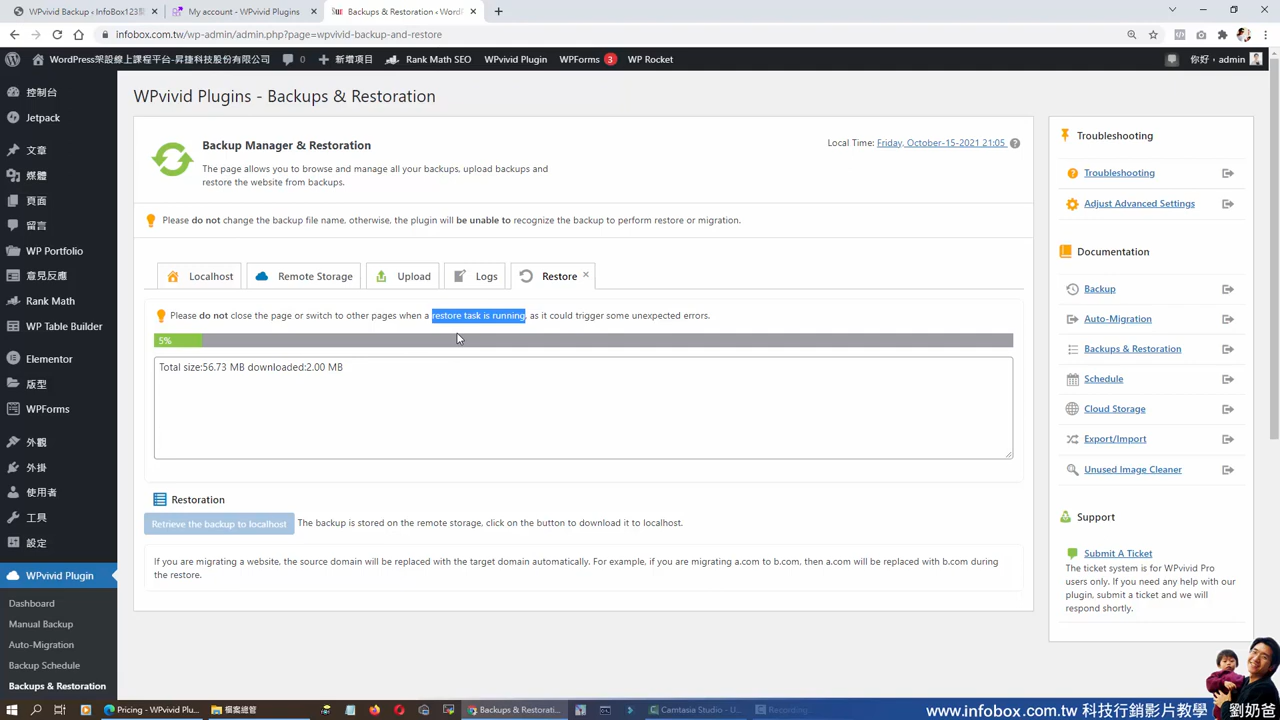 WPvivid Backup < InfoBox123
My account - WPvivid Plugins
Backups & Restoration < WordF
infobox.com.tw/wp-admin/admin.php?page=wpvivid-backup-and-restore
WordPress架設線上課程平台-昇捷科技股份有限公司
0
新增項目
Rank Math SEO
WPvivid Plugin
WPForms
3
WP Rocket
你好，admin
控制台
Jetpack
文章
媒體
頁面
留言
WP Portfolio
意見反應
Rank Math
WP Table Builder
Elementor
版型
WPForms
外觀
外掛
使用者
工具
設定
WPvivid Plugin
Dashboard
Manual Backup
Auto-Migration
Backup Schedule
Backups & Restoration
WPvivid Plugins - Backups & Restoration
Backup Manager & Restoration
The page allows you to browse and manage all your backups, upload backups and
restore the website from backups.
Local Time: Friday, October-15-2021 21:05
Please do not change the backup file name, otherwise, the plugin will be unable to recognize the backup to perform restore or migration.
Localhost
Remote Storage
Upload
Logs
Restore
Please do not close the page or switch to other pages when a restore task is running, as it could trigger some unexpected errors.
5%
Total size:56.73 MB downloaded:2.00 MB
Restoration
Retrieve the backup to localhost
The backup is stored on the remote storage, click on the button to download it to localhost.
If you are migrating a website, the source domain will be replaced with the target domain automatically. For example, if you are migrating a.com to b.com, then a.com will be replaced with b.com during
the restore.
Troubleshooting
Troubleshooting
Adjust Advanced Settings
Documentation
Backup
Auto-Migration
Backups & Restoration
Schedule
Cloud Storage
Export/Import
Unused Image Cleaner
Support
Submit A Ticket
The ticket system is for WPvivid Pro
users only. If you need any help with our
plugin, submit a ticket and we will
respond shortly.
Pricing - WPvivid Plu...
檔案總管
Backups & Restorati...
Camtasia Studio - U...
Recording...
www.infobox.com.tw 科技行銷影片教學
劉奶爸